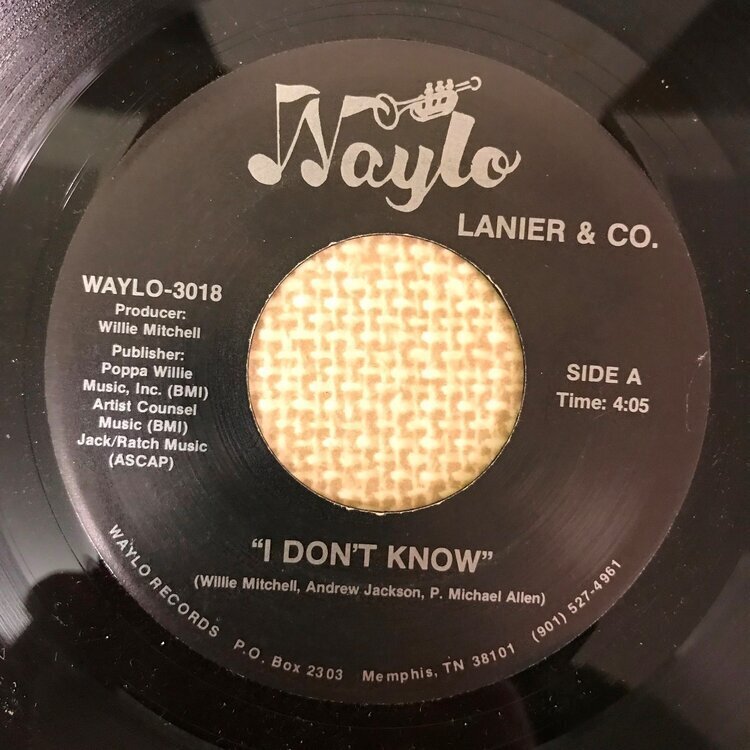 Waylo
LANIER & CO.
WAYLO-3018
Producer:
Willie Mitchell
Publisher:
Poppa Willie
Music, Inc. (BMI)
Artist Counsel
Music (BMI)
Jack/Ratch Music
(ASCAP)
SIDE A
Time: 4:05
"I DON'T KNOW"
(Willie Mitchell, Andrew Jackson, P. Michael Allen)
WAYLO RECORDS P.O. Box 2303 Memphis, TN 38101 (901) 527-4961